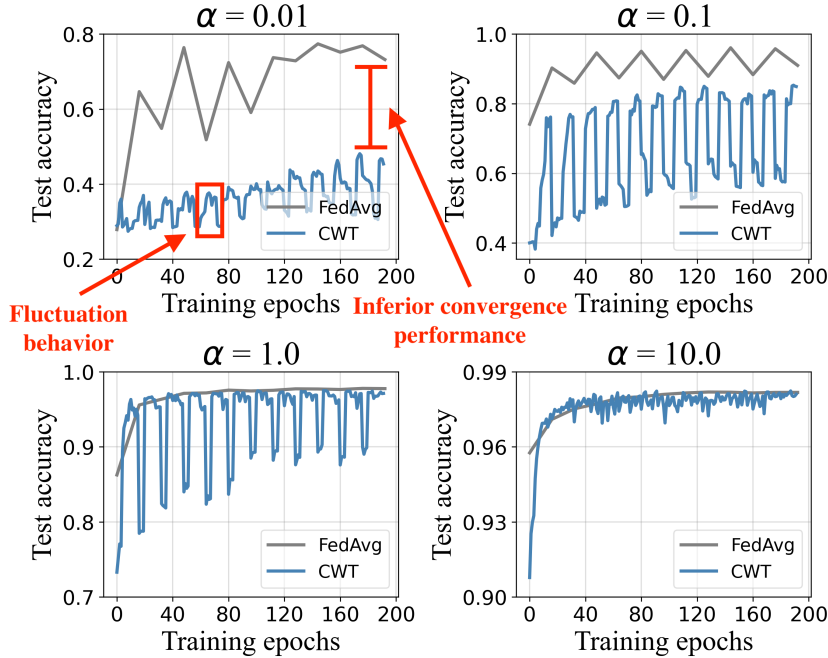 α = 0.01
Test accuracy
0.8
0.6
0.4
0.2
FedAvg
CWT
0 40 80 120 160 200
Training epochs
α = 0.1
Test accuracy
1.0
0.8
0.6
0.4
FedAvg
CWT
0 40 80 120 160 200
Training epochs
Fluctuation
behavior
Inferior convergence
performance
α = 1.0
Test accuracy
1.0
0.9
0.8
0.7
FedAvg
CWT
0 40 80 120 160 200
Training epochs
α = 10.0
Test accuracy
0.99
0.96
0.93
0.90
FedAvg
CWT
0 40 80 120 160 200
Training epochs